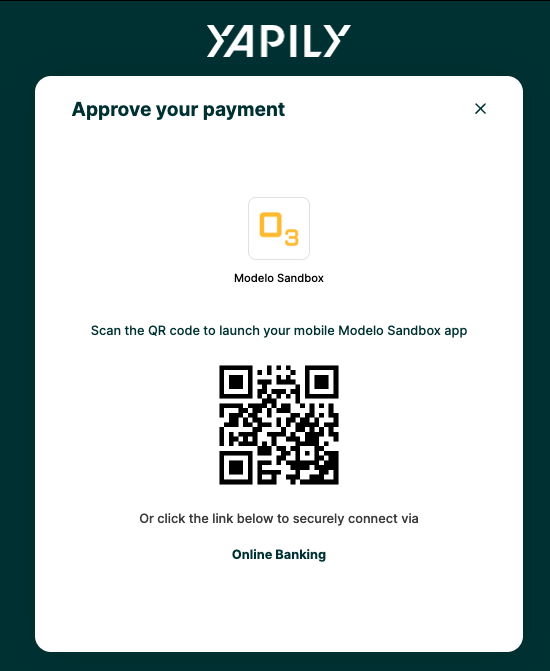 YAPILY
Approve your payment
O3
Modelo Sandbox
Scan the QR code to launch your mobile Modelo Sandbox app
Or click the link below to securely connect via
Online Banking